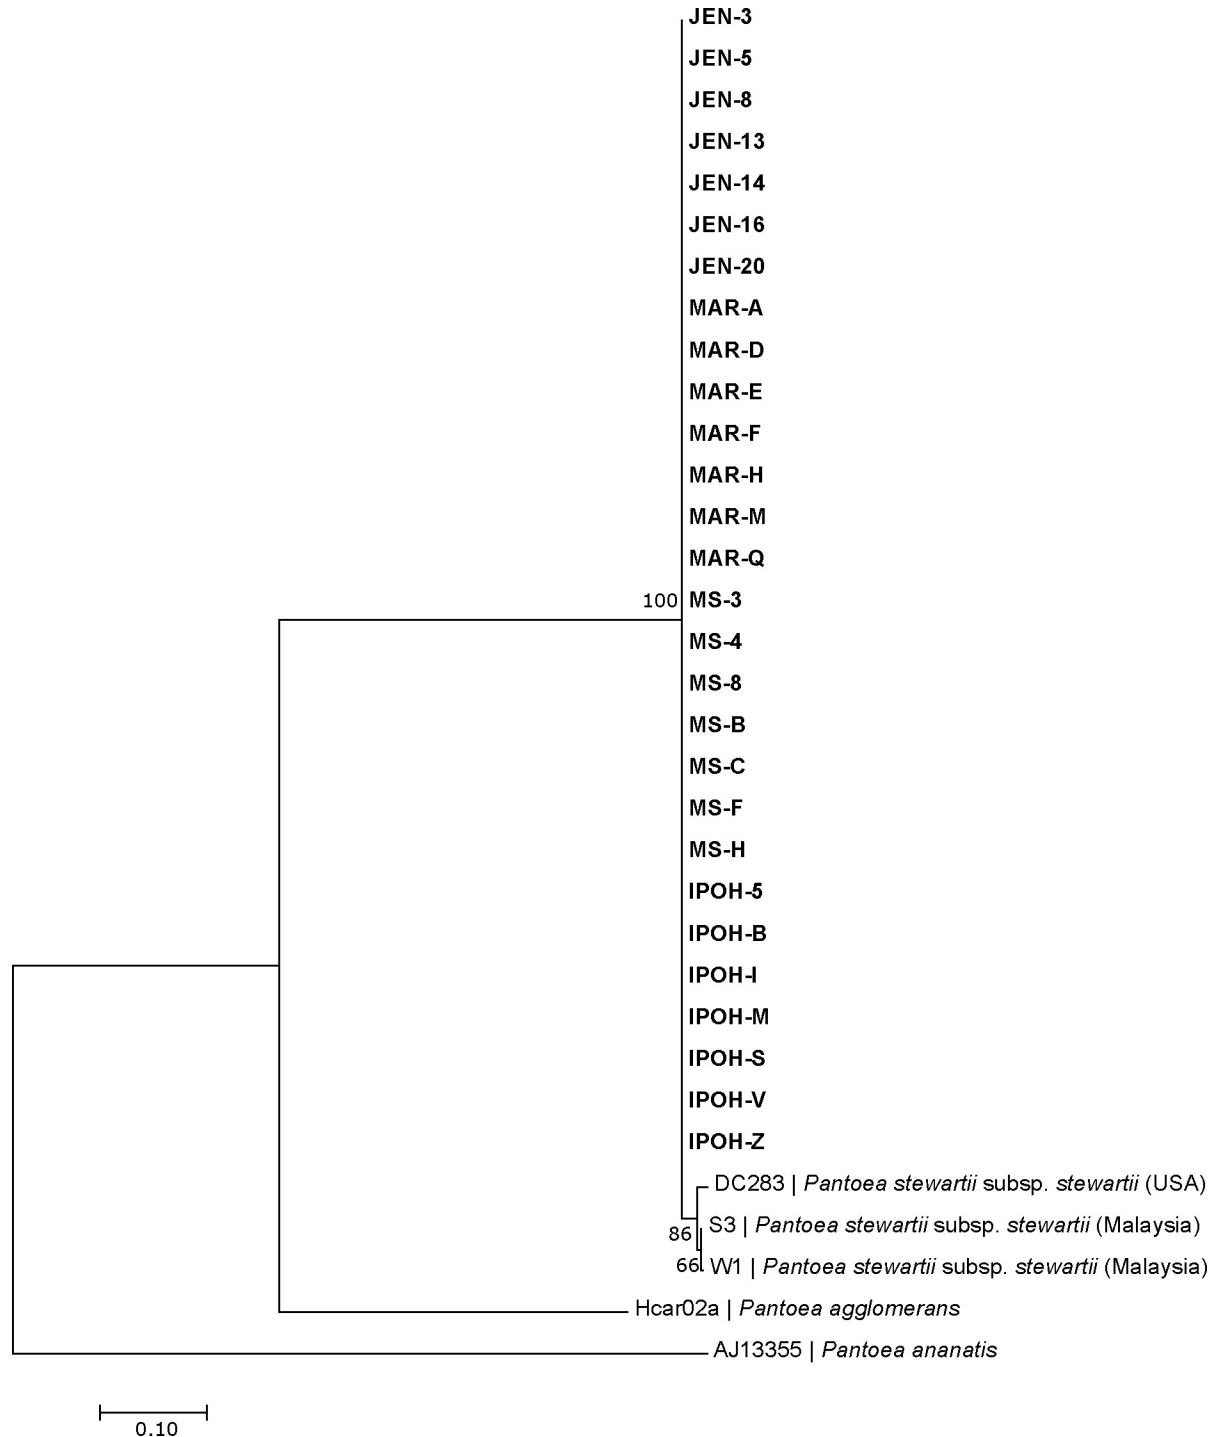 JEN-3
JEN-5
JEN-8
JEN-13
JEN-14
JEN-16
JEN-20
MAR-A
MAR-D
MAR-E
MAR-F
MAR-H
MAR-M
MAR-Q
100 MS-3
MS-4
MS-8
MS-B
MS-C
MS-F
MS-H
IPOH-5
IPOH-B
IPOH-I
IPOH-M
IPOH-S
IPOH-V
IPOH-Z
DC283 | Pantoea stewartii subsp. stewartii (USA)
86 S3 | Pantoea stewartii subsp. stewartii (Malaysia)
66 W1 | Pantoea stewartii subsp. stewartii (Malaysia)
Hcar02a | Pantoea agglomerans
AJ13355 | Pantoea ananatis
0.10